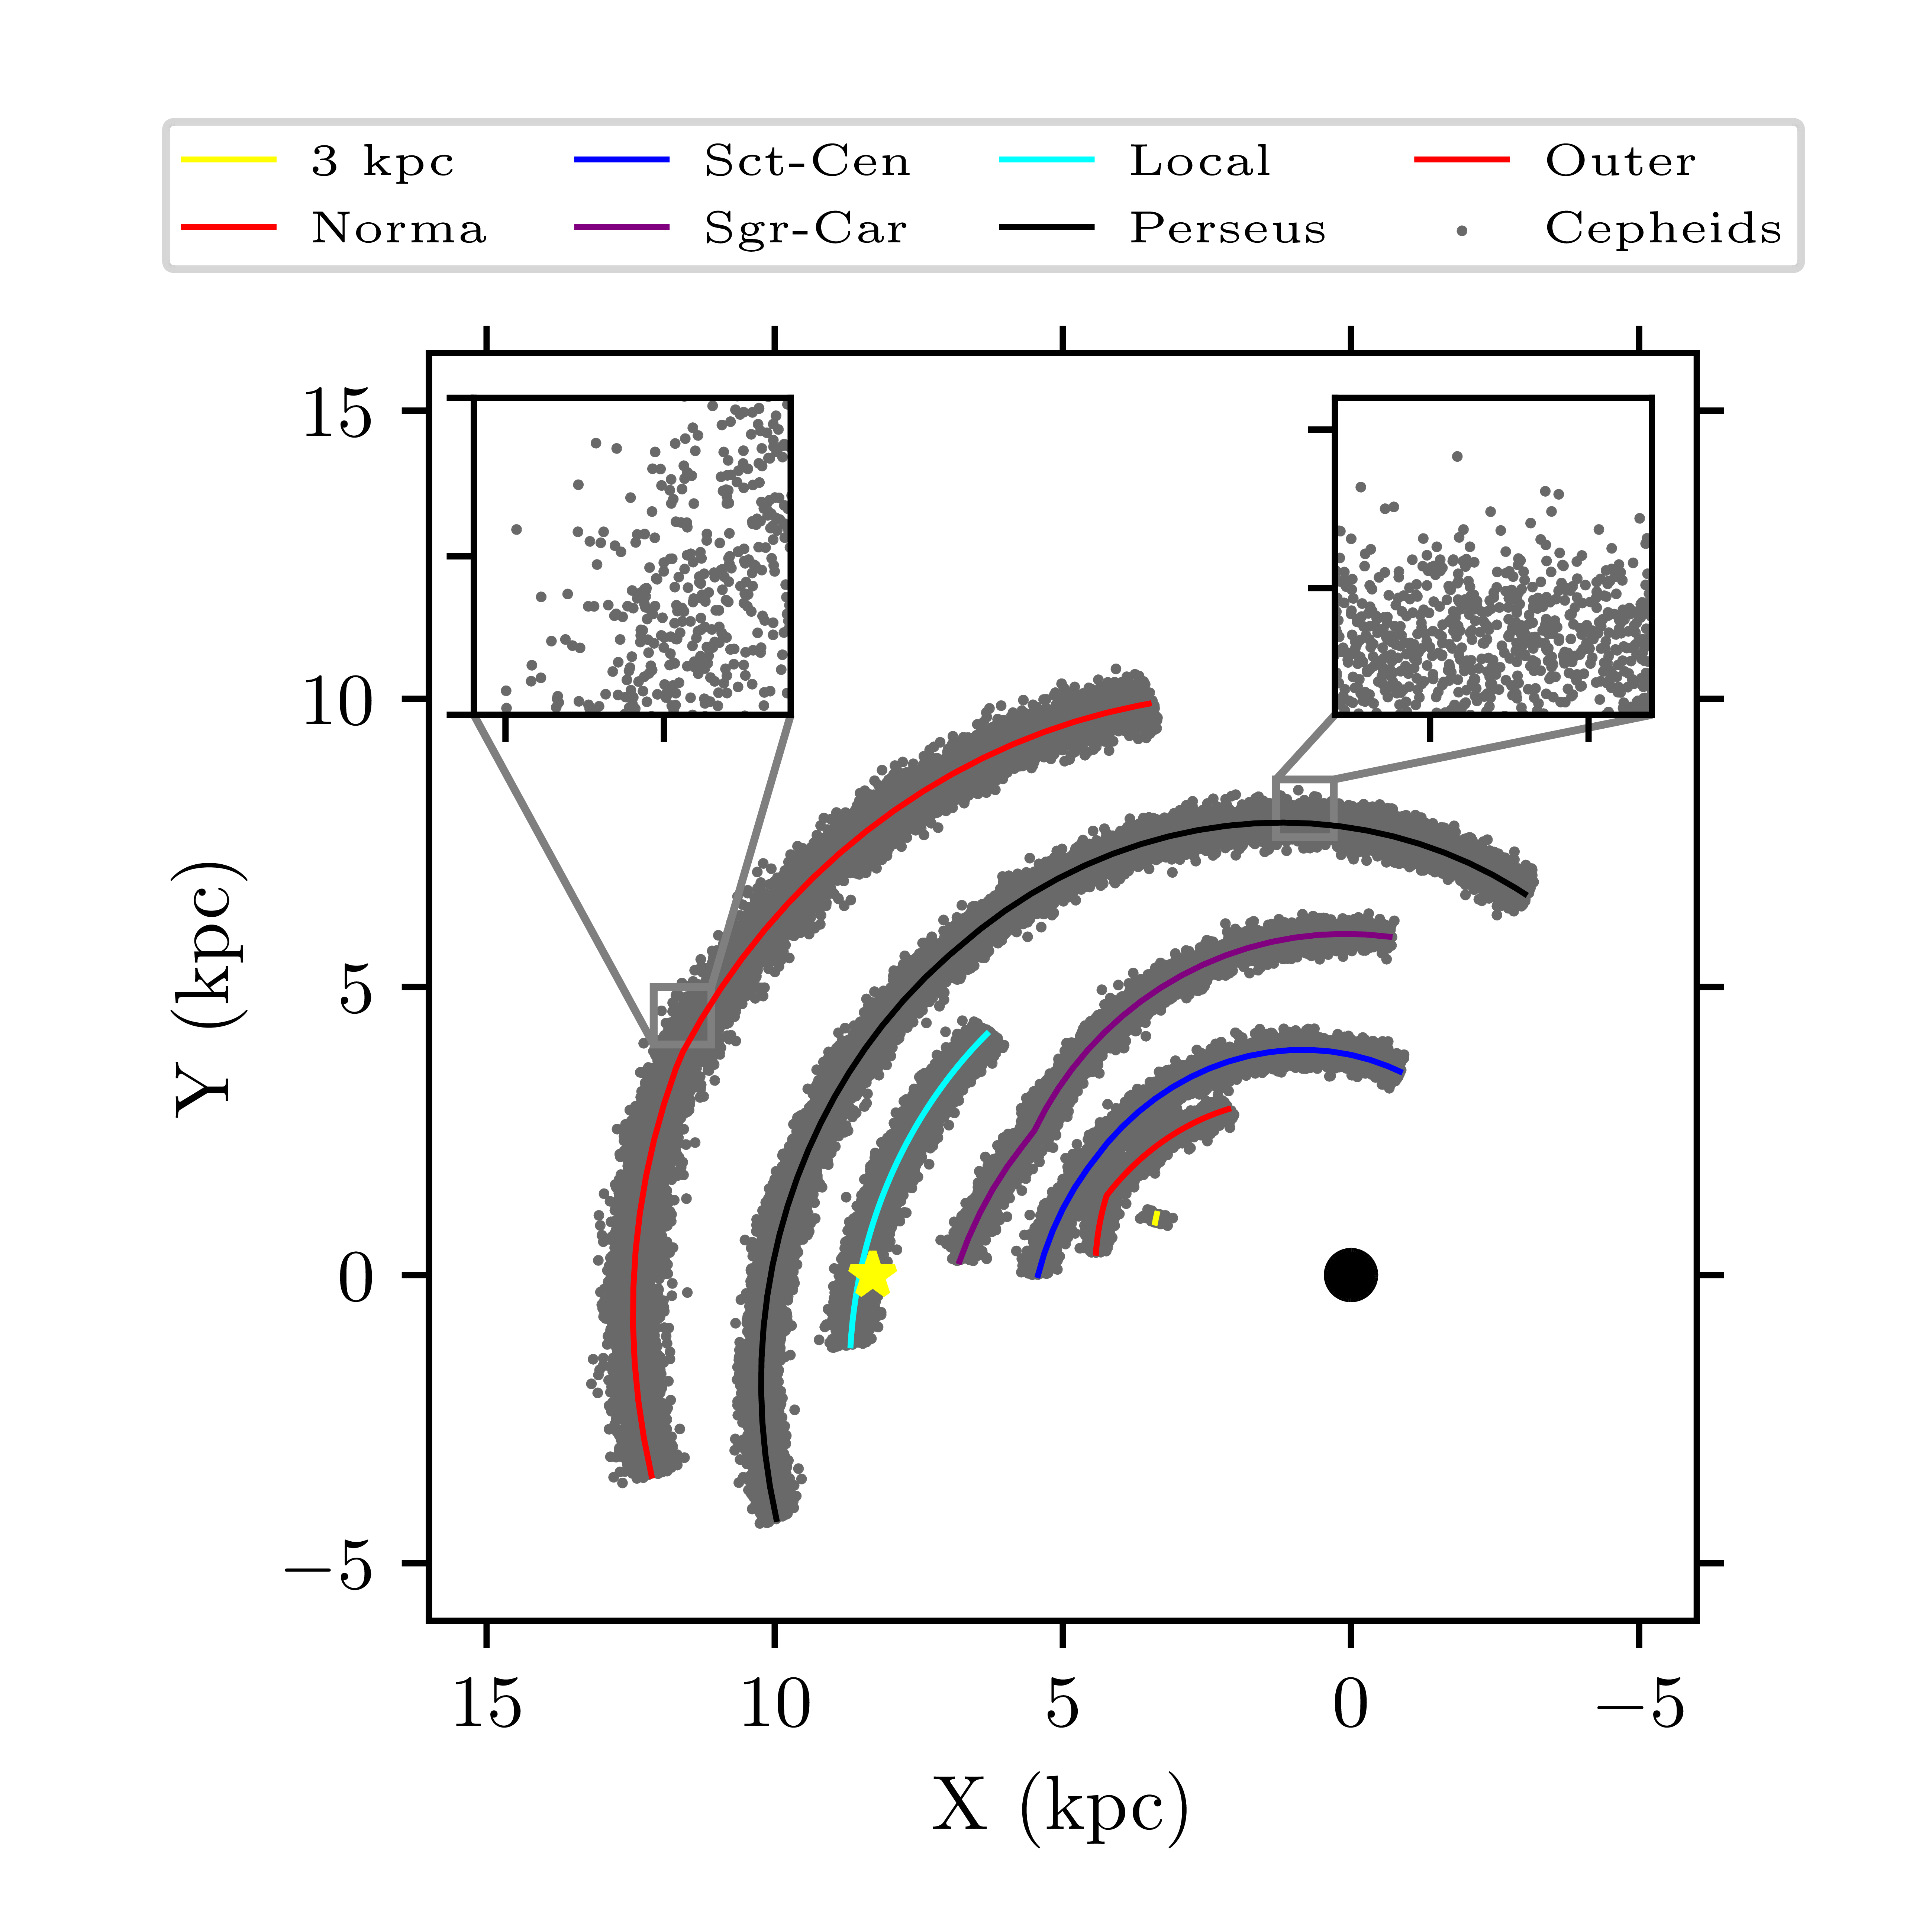 3 kpc Sct-Cen Local Outer
Norma Sgr-Car Perseus Cepheids
15
10
5
0
−5
Y (kpc)
15 10 5 0 −5
X (kpc)